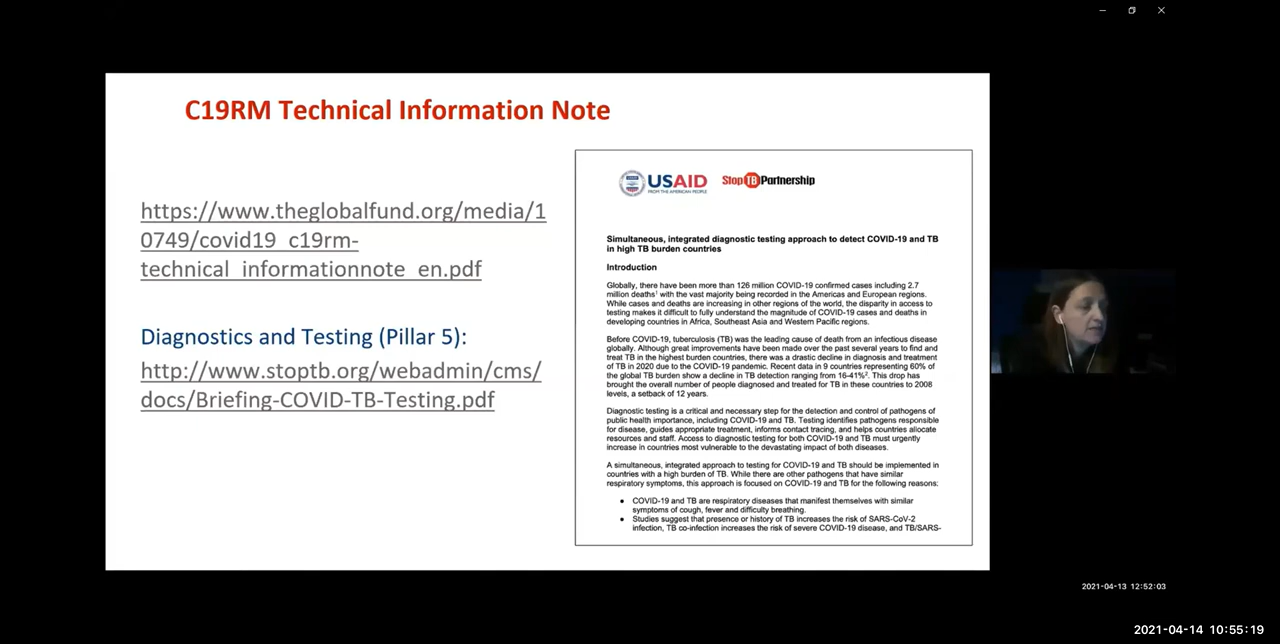 C19RM Technical Information Note
https://www.theglobalfund.org/media/1
0749/covid19_c19rm-
technical_informationnote_en.pdf
Diagnostics and Testing (Pillar 5):
http://www.stoptb.org/webadmin/cms/
docs/Briefing-COVID-TB-Testing.pdf
USAID
FROM THE AMERICAN PEOPLE
Stop TB Partnership
Simultaneous, integrated diagnostic testing approach to detect COVID-19 and TB
in high TB burden countries
Introduction
Globally, there have been more than 126 million COVID-19 confirmed cases including 2.7
million deaths¹ with the vast majority being recorded in the Americas and European regions.
While cases and deaths are increasing in other regions of the world, the disparity in access to
testing makes it difficult to fully understand the magnitude of COVID-19 cases and deaths in
developing countries in Africa, Southeast Asia and Western Pacific regions.
Before COVID-19, tuberculosis (TB) was the leading cause of death from an infectious disease
globally. Although great improvements have been made over the past several years to find and
treat TB in the highest burden countries, there was a drastic decline in diagnosis and treatment
of TB in 2020 due to the COVID-19 pandemic. Recent data in 9 countries representing 60% of
the global TB burden show a decline in TB detection ranging from 16-41%². This drop has
brought the overall number of people diagnosed and treated for TB in these countries to 2008
levels, a setback of 12 years.
Diagnostic testing is a critical and necessary step for the detection and control of pathogens of
public health importance, including COVID-19 and TB. Testing identifies pathogens responsible
for disease, guides appropriate treatment, informs contact tracing, and helps countries allocate
resources and staff. Access to diagnostic testing for both COVID-19 and TB must urgently
increase in countries most vulnerable to the devastating impact of both diseases.
A simultaneous, integrated approach to testing for COVID-19 and TB should be implemented in
countries with a high burden of TB. While there are other pathogens that have similar
respiratory symptoms, this approach is focused on COVID-19 and TB for the following reasons:
● COVID-19 and TB are respiratory diseases that manifest themselves with similar
symptoms of cough, fever and difficulty breathing.
● Studies suggest that presence or history of TB increases the risk of SARS-CoV-2
infection, TB co-infection increases the risk of severe COVID-19 disease, and TB/SARS-
2021-04-13 12:52:03
2021-04-14 10:55:19